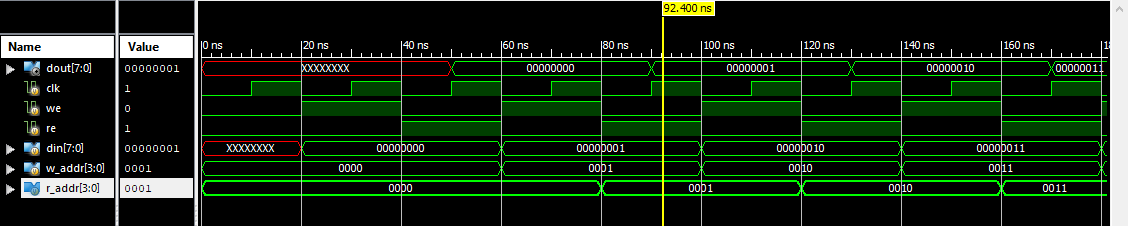 92.400 ns
Name Value 0 ns 20 ns 40 ns 60 ns 80 ns 100 ns 120 ns 140 ns 160 ns 18
dout[7:0] 00000001 XXXXXXXX 00000000 00000001 00000010 00000011
clk 1
we 0
re 1
din[7:0] 00000001 XXXXXXXX 00000000 00000001 00000010 00000011
w_addr[3:0] 0001 0000 0001 0010 0011
r_addr[3:0] 0001 0000 0001 0010 0011